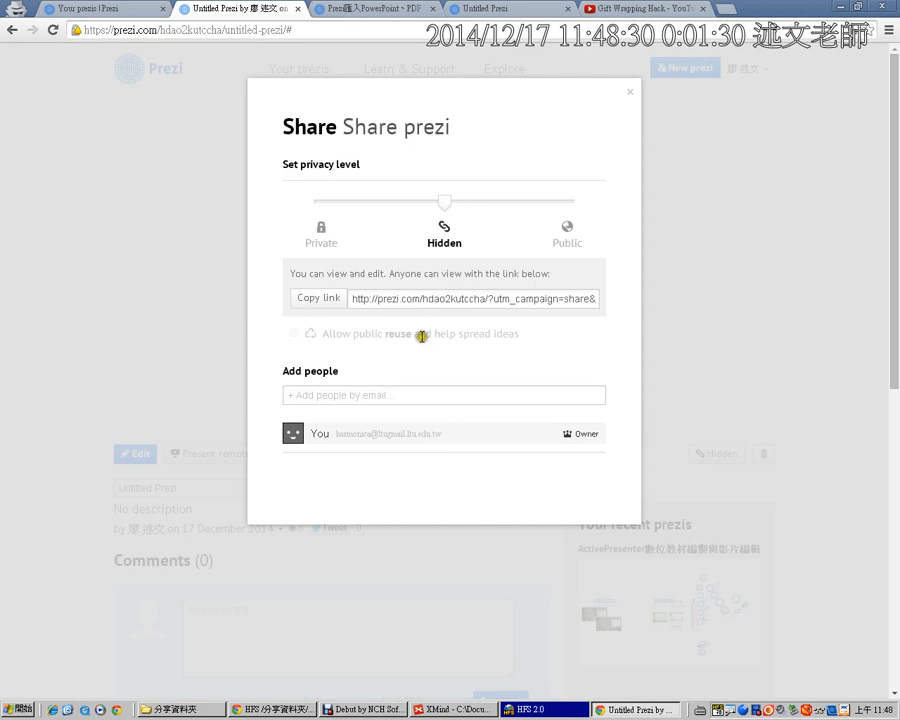 Your prezis | Prezi
Untitled Prezi by 廖 述文 on
Prezi匯入PowerPoint、PDF
Untitled Prezi
Gift Wrapping Hack - YouTu
https://prezi.com/hdao2kutccha/untitled-prezi/#
2014/12/17 11:48:30 0:01:30 述文老師
Prezi
Your prezis
Learn & Support
Explore
New prezi
廖 述文
Share Share prezi
Set privacy level
Private
Hidden
Public
You can view and edit. Anyone can view with the link below:
Copy link
http://prezi.com/hdao2kutccha/?utm_campaign=share&
Allow public reuse and help spread ideas
Add people
+ Add people by email...
You harmonica@ltugmail.ltu.edu.tw
Owner
Edit
Present remot
Hidden
Untitled Prezi
No description
by 廖 述文 on 17 December 2014
Tweet
Your recent prezis
ActivePresenter數位教材編製與影片編輯
Comments (0)
開始
分享資料夾
HFS /分享資料夾/
Debut by NCH Sof...
XMind - C:\Docu...
HFS 2.0
Untitled Prezi by ...
上午 11:48